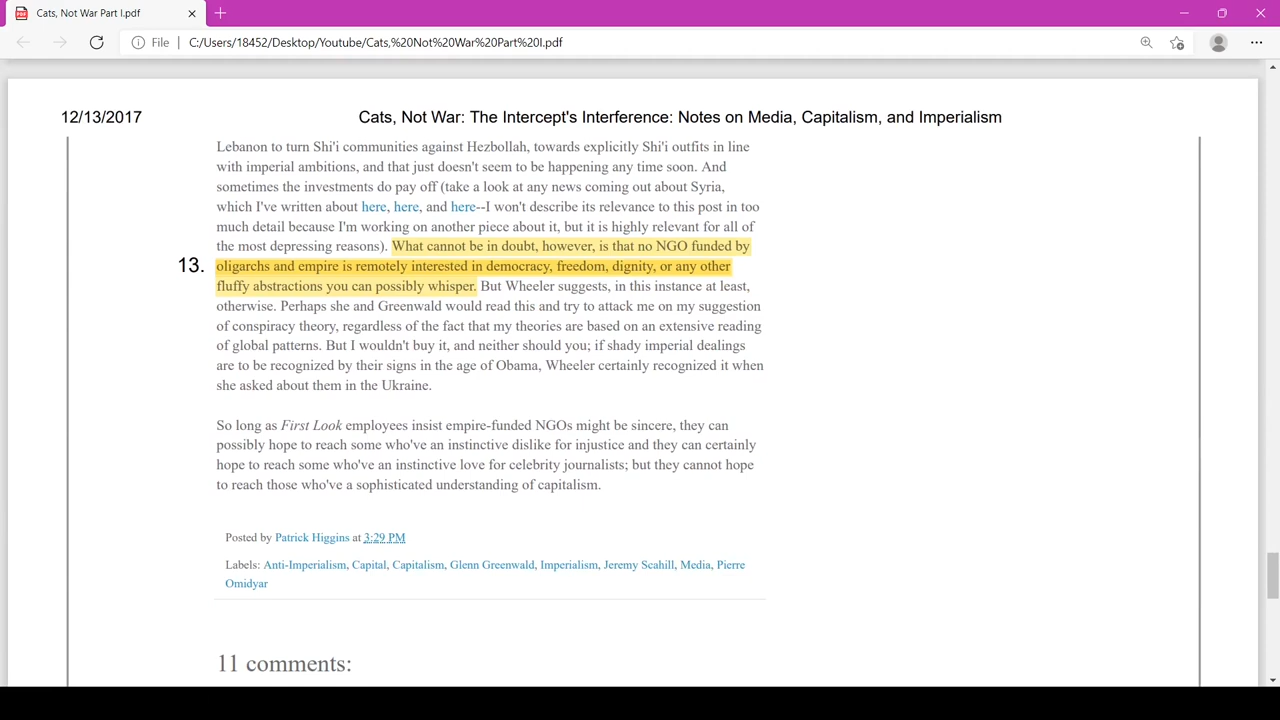 Cats, Not War Part I.pdf
File
C:/Users/18452/Desktop/Youtube/Cats,%20Not%20War%20Part%20I.pdf
12/13/2017
Cats, Not War: The Intercept's Interference: Notes on Media, Capitalism, and Imperialism
Lebanon to turn Shi'i communities against Hezbollah, towards explicitly Shi'i outfits in line
with imperial ambitions, and that just doesn't seem to be happening any time soon. And
sometimes the investments do pay off (take a look at any news coming out about Syria,
which I've written about here, here, and here--I won't describe its relevance to this post in too
much detail because I'm working on another piece about it, but it is highly relevant for all of
the most depressing reasons). What cannot be in doubt, however, is that no NGO funded by
13. oligarchs and empire is remotely interested in democracy, freedom, dignity, or any other
fluffy abstractions you can possibly whisper. But Wheeler suggests, in this instance at least,
otherwise. Perhaps she and Greenwald would read this and try to attack me on my suggestion
of conspiracy theory, regardless of the fact that my theories are based on an extensive reading
of global patterns. But I wouldn't buy it, and neither should you; if shady imperial dealings
are to be recognized by their signs in the age of Obama, Wheeler certainly recognized it when
she asked about them in the Ukraine.
So long as First Look employees insist empire-funded NGOs might be sincere, they can
possibly hope to reach some who've an instinctive dislike for injustice and they can certainly
hope to reach some who've an instinctive love for celebrity journalists; but they cannot hope
to reach those who've a sophisticated understanding of capitalism.
Posted by Patrick Higgins at 3:29 PM
Labels: Anti-Imperialism, Capital, Capitalism, Glenn Greenwald, Imperialism, Jeremy Scahill, Media, Pierre
Omidyar
11 comments: